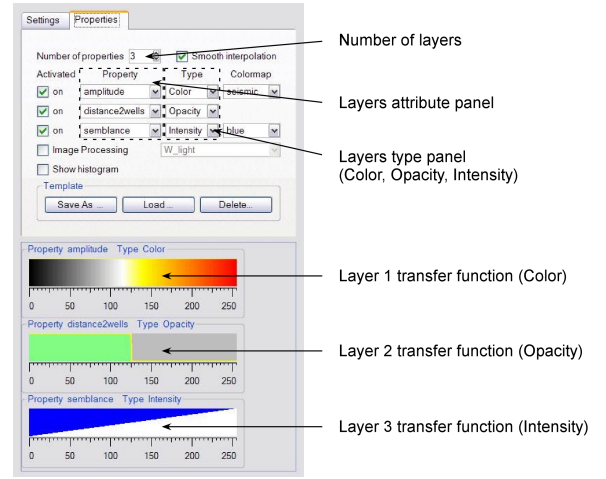 Settings Properties
Number of properties 3 Smooth interpolation
Number of layers
Activated Property Type Colormap
on amplitude Color seismic
Layers attribute panel
on distance2wells Opacity
on semblance Intensity blue
Layers type panel
(Color, Opacity, Intensity)
Image Processing W_light
Show histogram
Template
Save As ... Load ... Delete...
Property amplitude Type Color
Layer 1 transfer function (Color)
0 50 100 150 200 250
Property distance2wells Type Opacity
Layer 2 transfer function (Opacity)
0 50 100 150 200 250
Property semblance Type Intensity
Layer 3 transfer function (Intensity)
0 50 100 150 200 250